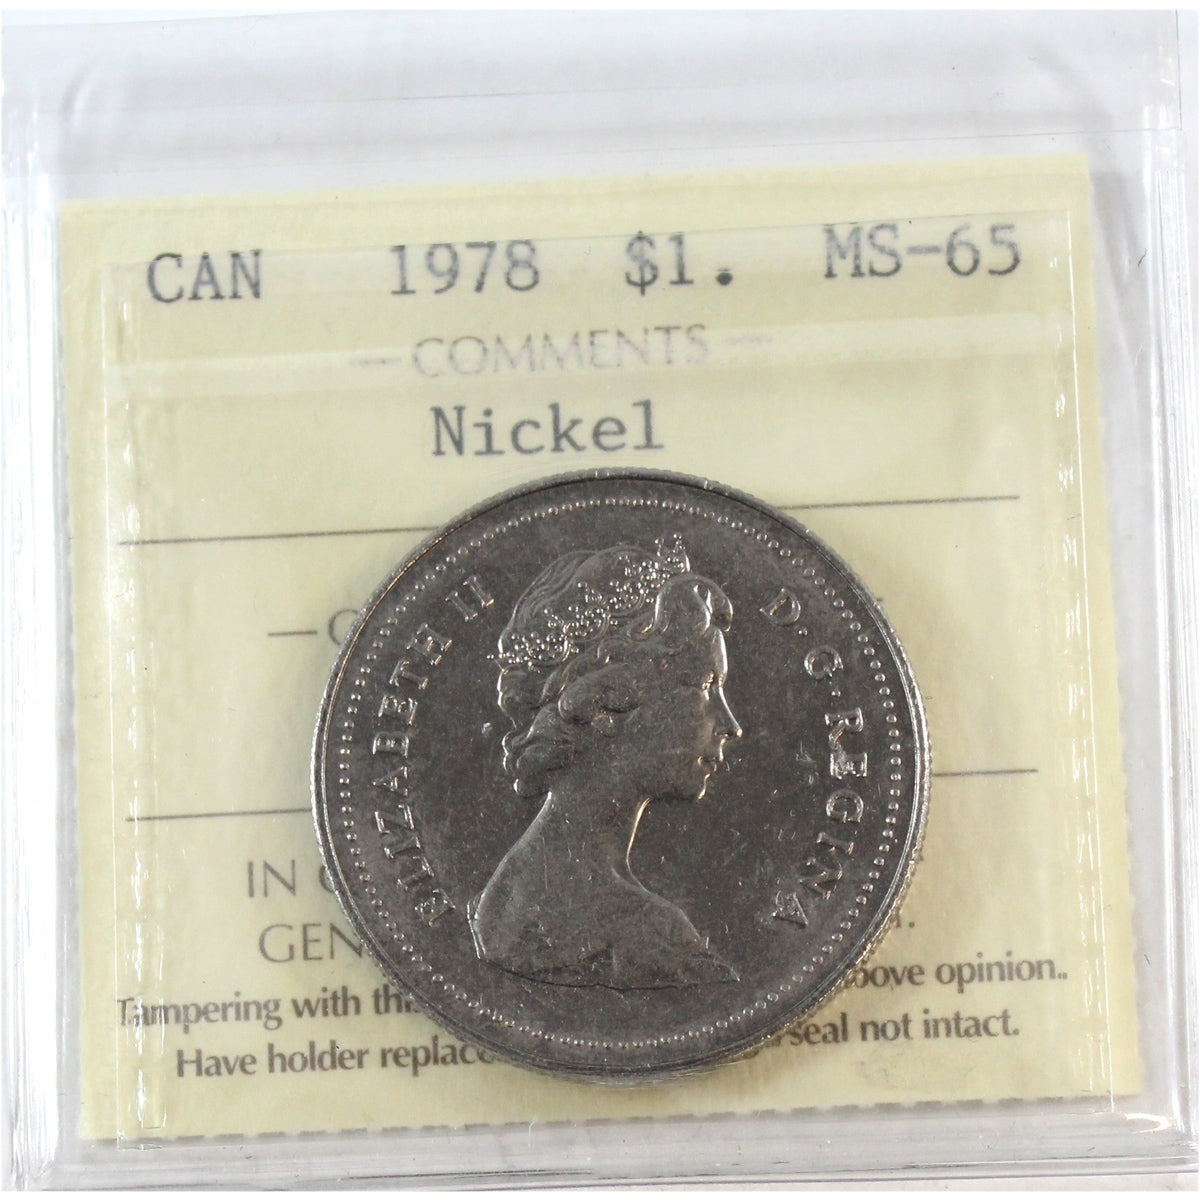 CAN 1978 $1. MS-65
COMMENTS
Nickel
ELIZABETH II D. G. REGINA
IN
GEN
Tampering with this above opinion..
Have holder replace seal not intact.